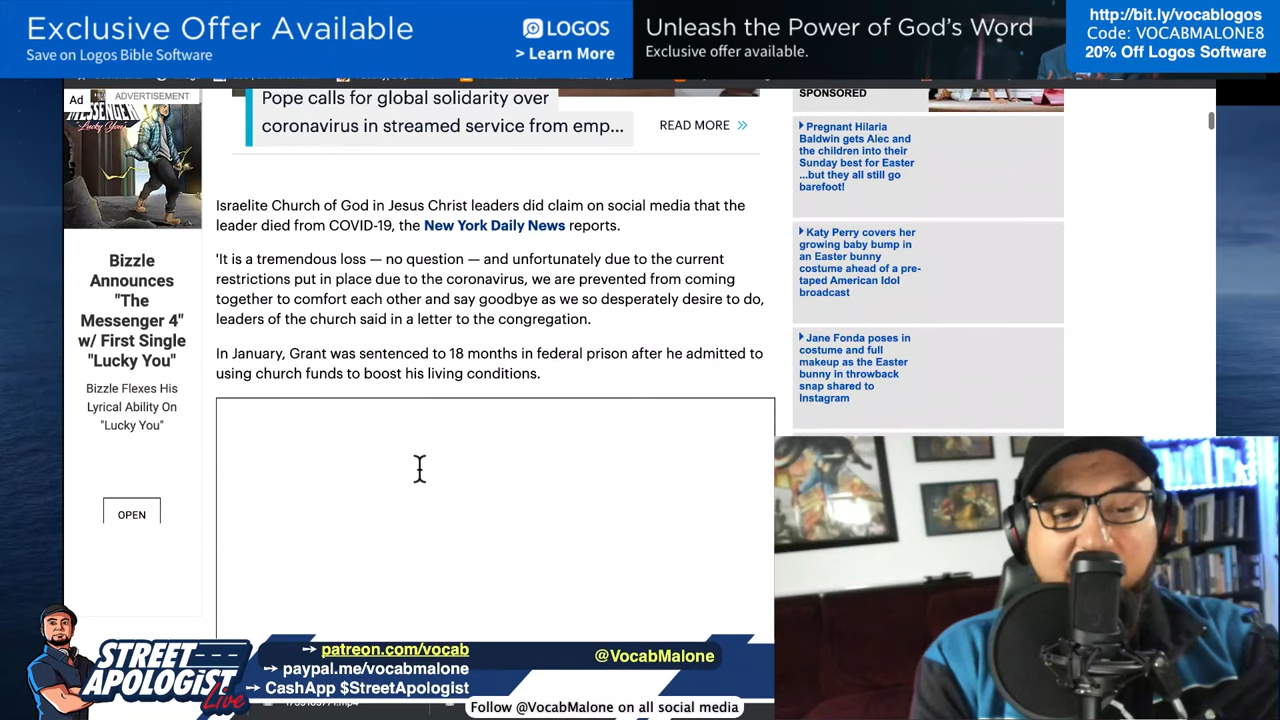 Exclusive Offer Available
Save on Logos Bible Software
LOGOS
> Learn More
Unleash the Power of God's Word
Exclusive offer available.
http://bit.ly/vocablogos
Code: VOCABMALONE8
20% Off Logos Software
Ad
ADVERTISEMENT
MESSENGER
"Lucky You"
Bizzle
Announces
"The
Messenger 4"
w/ First Single
"Lucky You"
Bizzle Flexes His
Lyrical Ability On
"Lucky You"
OPEN
Pope calls for global solidarity over
coronavirus in streamed service from emp...
READ MORE »
Israelite Church of God in Jesus Christ leaders did claim on social media that the
leader died from COVID-19, the New York Daily News reports.
'It is a tremendous loss — no question — and unfortunately due to the current
restrictions put in place due to the coronavirus, we are prevented from coming
together to comfort each other and say goodbye as we so desperately desire to do,
leaders of the church said in a letter to the congregation.
In January, Grant was sentenced to 18 months in federal prison after he admitted to
using church funds to boost his living conditions.
SPONSORED
Pregnant Hilaria
Baldwin gets Alec and
the children into their
Sunday best for Easter
...but they all still go
barefoot!
Katy Perry covers her
growing baby bump in
an Easter bunny
costume ahead of a pre-
taped American Idol
broadcast
Jane Fonda poses in
costume and full
makeup as the Easter
bunny in throwback
snap shared to
Instagram
STREET
APOLOGIST
Live
→ patreon.com/vocab
→ paypal.me/vocabmalone
→ CashApp $StreetApologist
@VocabMalone
Follow @VocabMalone on all social media